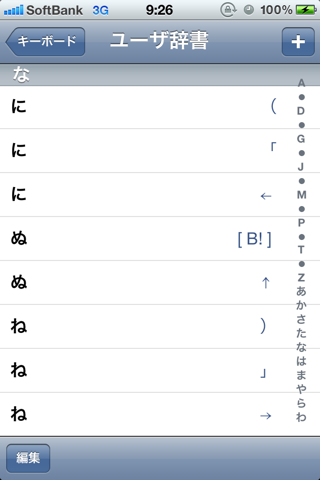 SoftBank 3G 9:26 100%
キーボード ユーザ辞書 +
な
に (
に 「
に ←
ぬ [ B! ]
ぬ ↑
ね )
ね 」
ね →
A
●
D
●
G
●
J
●
M
●
P
●
T
●
Z
あ
か
さ
た
な
は
ま
や
ら
わ
編集